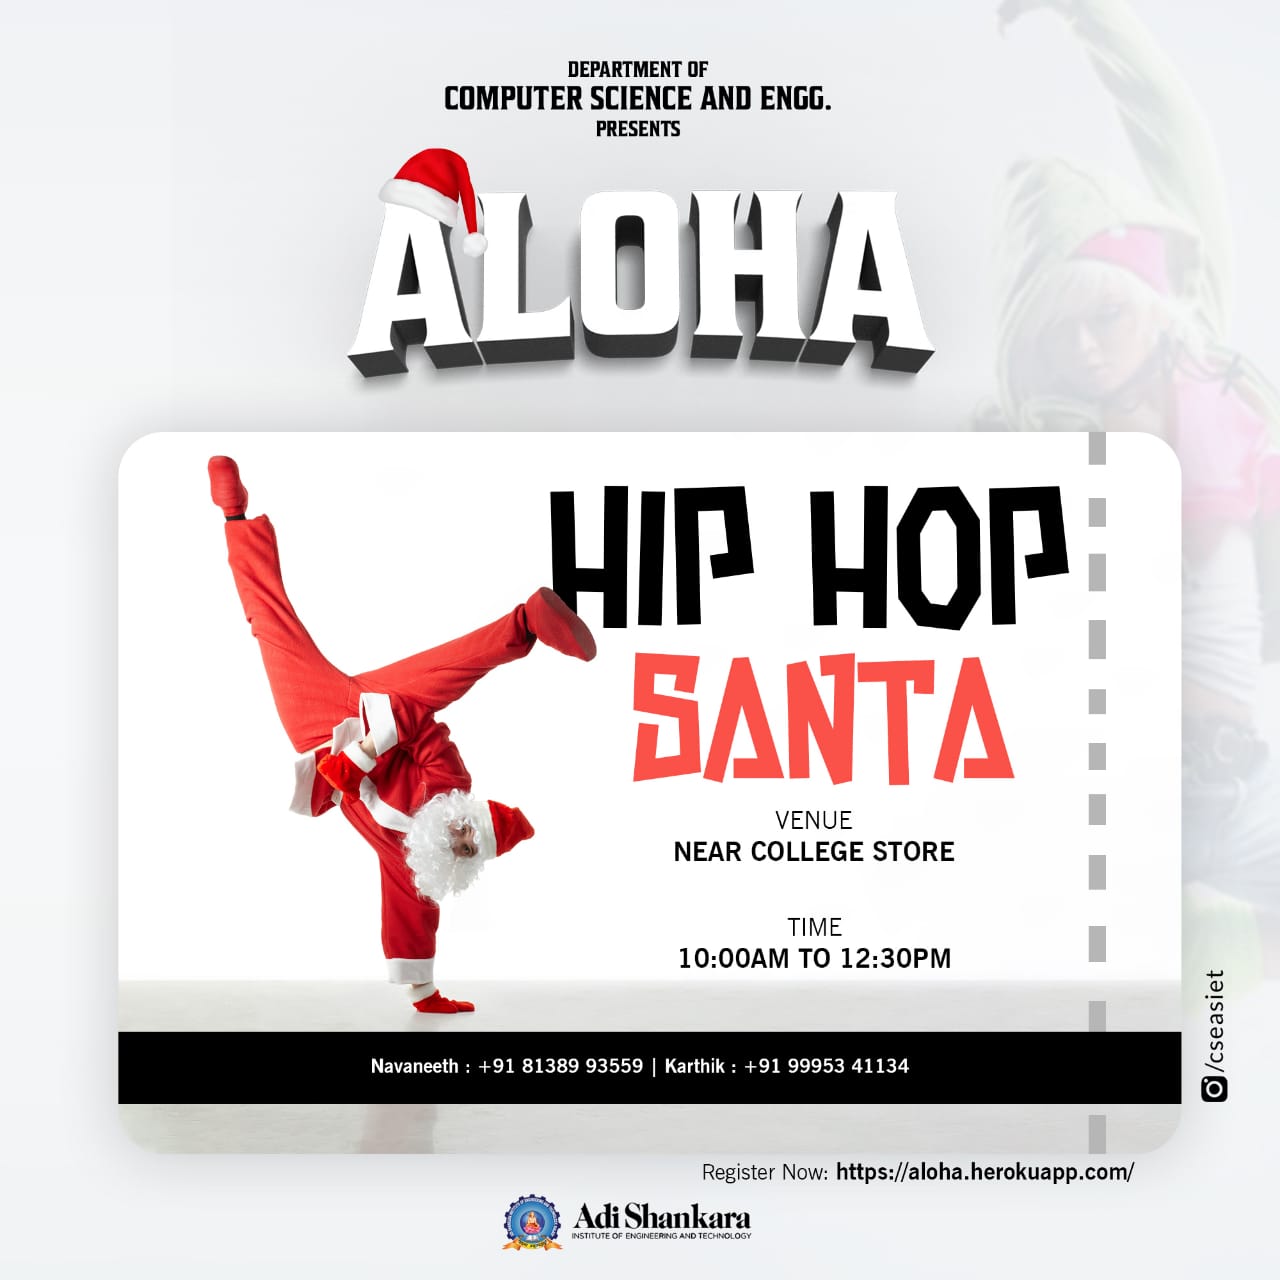 DEPARTMENT OF
COMPUTER SCIENCE AND ENGG.
PRESENTS
ALOHA
HIP HOP
SANTA
VENUE
NEAR COLLEGE STORE
TIME
10:00AM TO 12:30PM
Navaneeth : +91 81389 93559 | Karthik : +91 99953 41134
/cseasiet
Register Now: https://aloha.herokuapp.com/
Adi Shankara
INSTITUTE OF ENGINEERING AND TECHNOLOGY